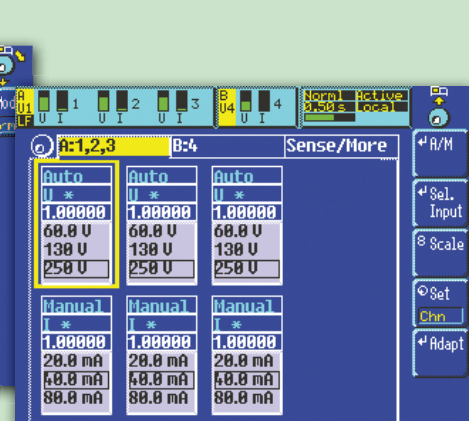 A
U1
LF
1
U I
2
U I
3
U I
B
U4
4
U I
Norml Active
0.50 s Local
A:1,2,3 B:4 Sense/More
Auto Auto Auto
U * U * U *
1.00000 1.00000 1.00000
60.0 V 60.0 V 60.0 V
130 V 130 V 130 V
250 V 250 V 250 V
Manual Manual Manual
I * I * I *
1.00000 1.00000 1.00000
20.0 mA 20.0 mA 20.0 mA
40.0 mA 40.0 mA 40.0 mA
80.0 mA 80.0 mA 80.0 mA
A/M
Sel.
Input
8 Scale
Set
Chn
Adapt